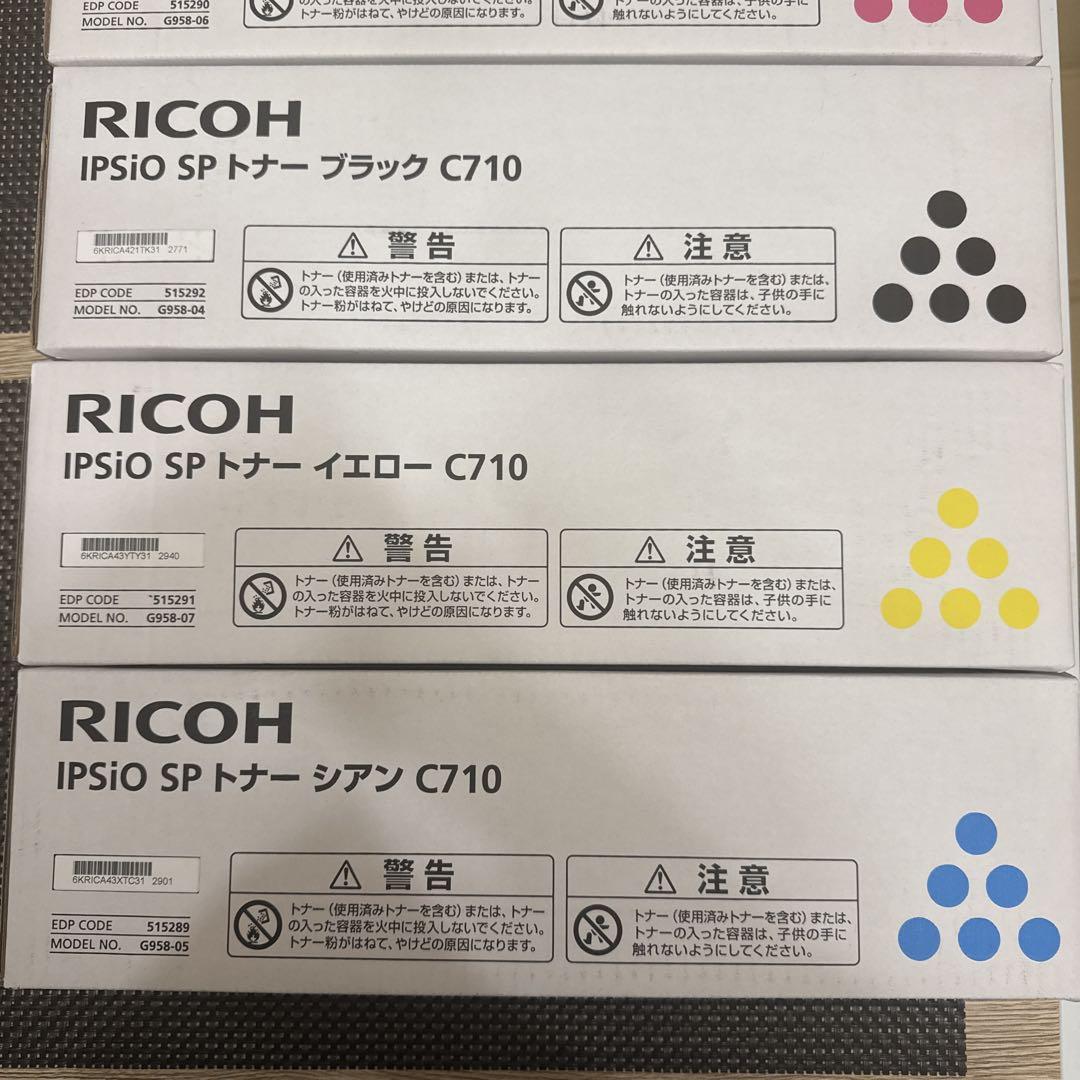 EDP CODE 515290
MODEL NO. G958-06
トナー粉がはねて、やけどの原因になります。
触れないようにしてください。
RICOH
IPSiO SP トナー ブラック C710
6KRICA421TK31 2771
EDP CODE 515292
MODEL NO. G958-04
警告
トナー(使用済みトナーを含む)または、トナー
の入った容器を火中に投入しないでください。
トナー粉がはねて、やけどの原因になります。
注意
トナー(使用済みトナーを含む)または、
トナーの入った容器は、子供の手に
触れないようにしてください。
RICOH
IPSiO SP トナー イエロー C710
6KRICA43YTY31 2940
EDP CODE `515291
MODEL NO. G958-07
警告
トナー(使用済みトナーを含む)または、トナー
の入った容器を火中に投入しないでください。
トナー粉がはねて、やけどの原因になります。
注意
トナー(使用済みトナーを含む)または、
トナーの入った容器は、子供の手に
触れないようにしてください。
RICOH
IPSiO SP トナー シアン C710
6KRICA43XTC31 2901
EDP CODE 515289
MODEL NO. G958-05
警告
トナー(使用済みトナーを含む)または、トナー
の入った容器を火中に投入しないでください。
トナー粉がはねて、やけどの原因になります。
注意
トナー(使用済みトナーを含む)または、
トナーの入った容器は、子供の手に
触れないようにしてください。